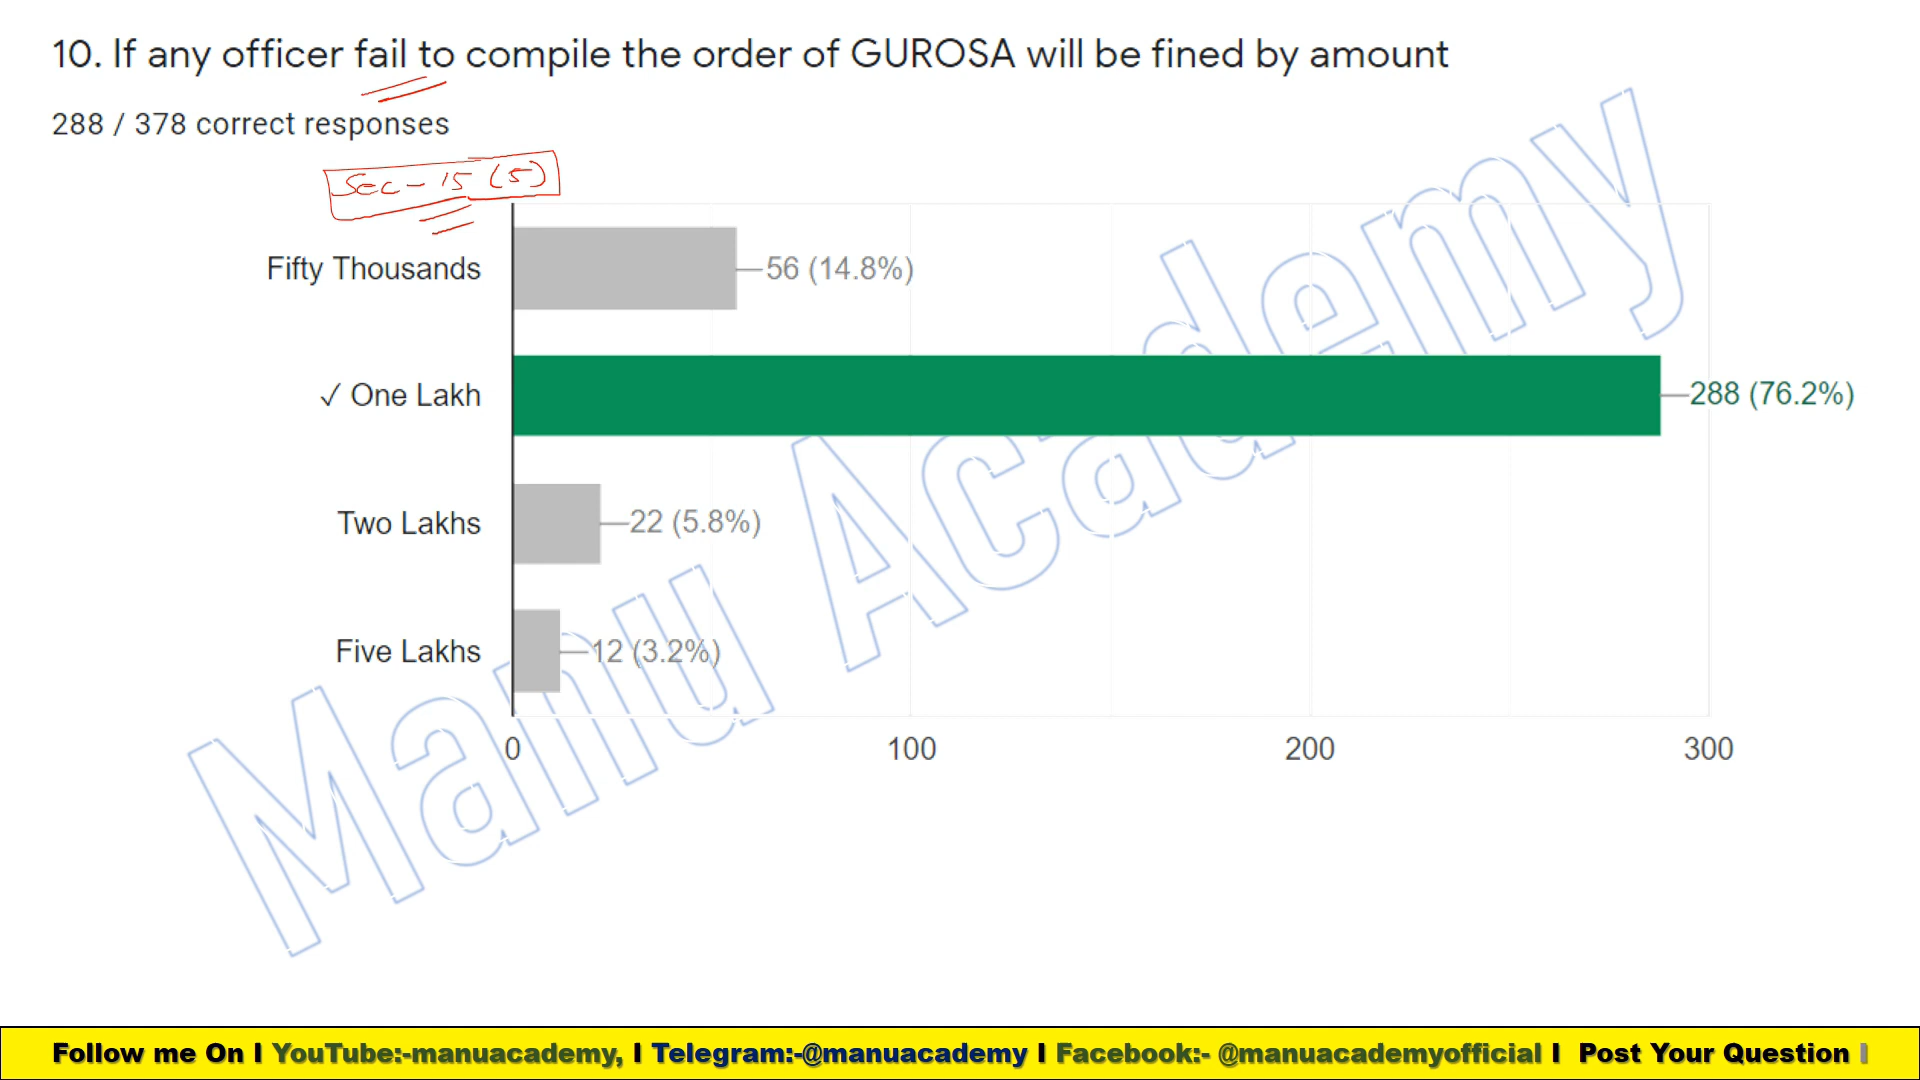 10. If any officer fail to compile the order of GUROSA will be fined by amount
288 / 378 correct responses
Sec - 15 (5)
Fifty Thousands 56 (14.8%)
✓ One Lakh 288 (76.2%)
Two Lakhs 22 (5.8%)
Five Lakhs 12 (3.2%)
0 100 200 300
Manu Academy
Follow me On I YouTube:-manuacademy, I Telegram:-@manuacademy I Facebook:- @manuacademyofficial I Post Your Question I